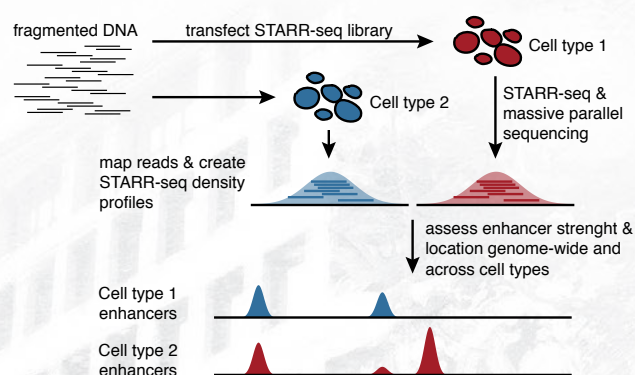 fragmented DNA
transfect STARR-seq library
Cell type 1
Cell type 2
STARR-seq &
massive parallel
sequencing
map reads & create
STARR-seq density
profiles
assess enhancer strenght &
location genome-wide and
across cell types
Cell type 1
enhancers
Cell type 2
enhancers